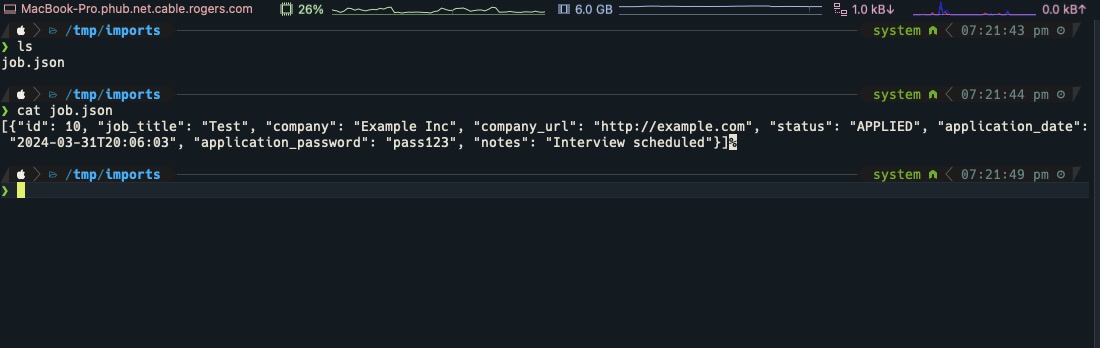 MacBook-Pro.phub.net.cable.rogers.com 26% 6.0 GB 1.0 kB↓ 0.0 kB↑
/tmp/imports system 07:21:43 pm
❯ ls
job.json
/tmp/imports system 07:21:44 pm
❯ cat job.json
[{"id": 10, "job_title": "Test", "company": "Example Inc", "company_url": "http://example.com", "status": "APPLIED", "application_date":
"2024-03-31T20:06:03", "application_password": "pass123", "notes": "Interview scheduled"}]%
/tmp/imports system 07:21:49 pm
❯